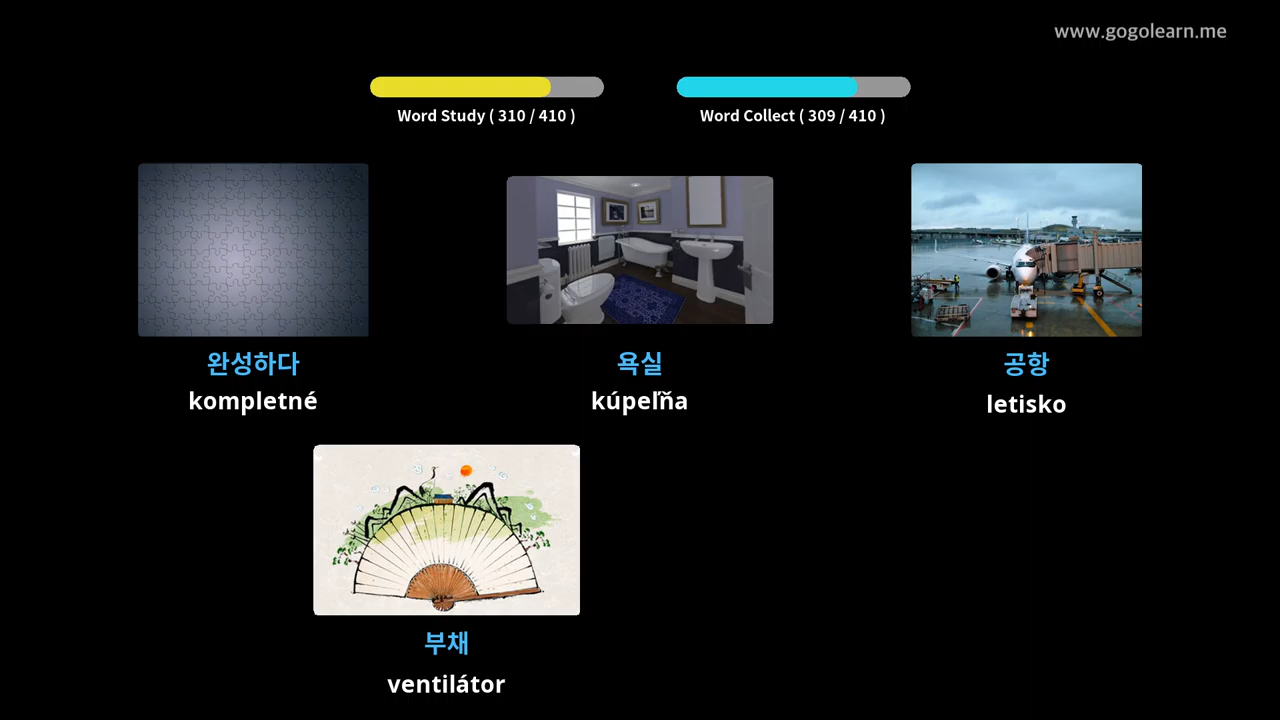 www.gogolearn.me
Word Study ( 310 / 410 )
Word Collect ( 309 / 410 )
완성하다
kompletné
욕실
kúpeľňa
공항
letisko
부채
ventilátor